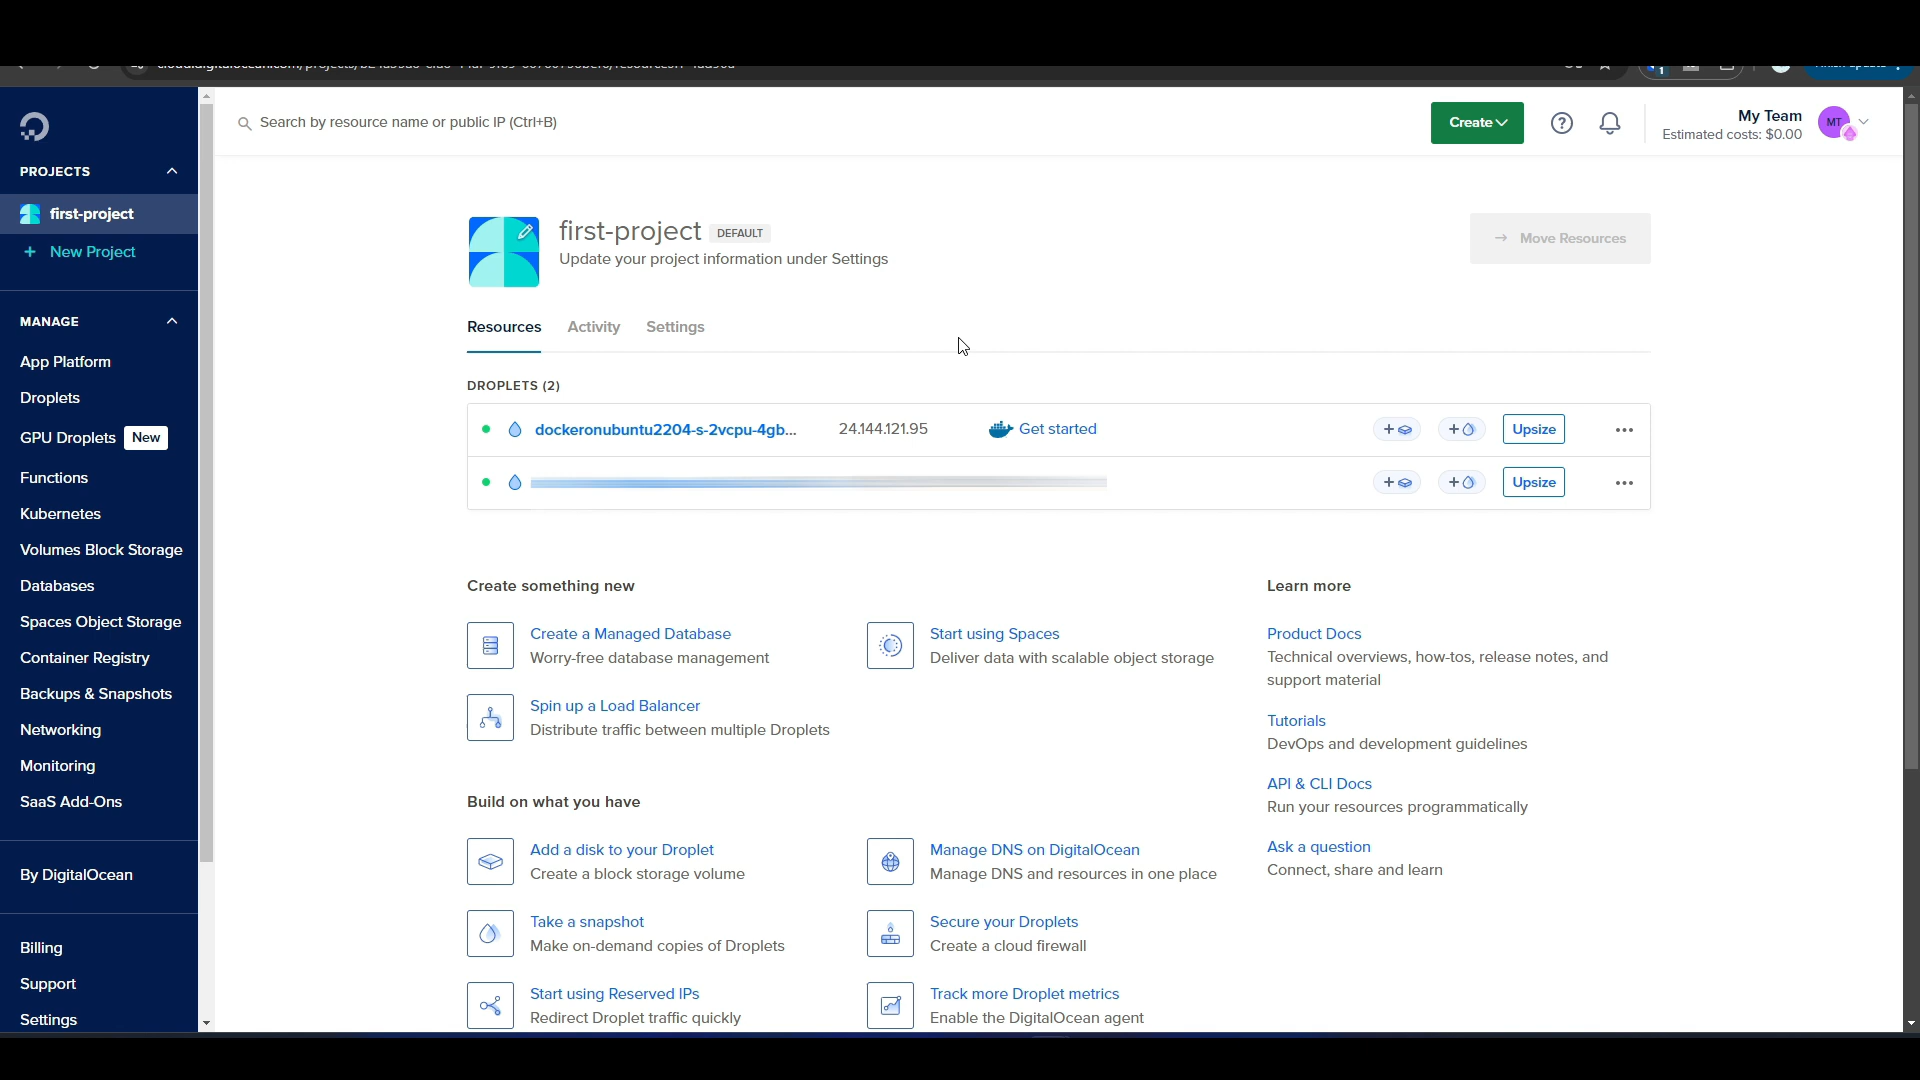 Search by resource name or public IP (Ctrl+B)
Create
My Team
Estimated costs: $0.00
MT
PROJECTS
first-project
+ New Project
MANAGE
App Platform
Droplets
GPU Droplets New
Functions
Kubernetes
Volumes Block Storage
Databases
Spaces Object Storage
Container Registry
Backups & Snapshots
Networking
Monitoring
SaaS Add-Ons
By DigitalOcean
Billing
Support
Settings
first-project DEFAULT
Update your project information under Settings
→ Move Resources
Resources Activity Settings
DROPLETS (2)
dockeronubuntu2204-s-2vcpu-4gb... 24.144.121.95 Get started + + Upsize ...
+ + Upsize ...
Create something new
Create a Managed Database
Worry-free database management
Start using Spaces
Deliver data with scalable object storage
Spin up a Load Balancer
Distribute traffic between multiple Droplets
Build on what you have
Add a disk to your Droplet
Create a block storage volume
Manage DNS on DigitalOcean
Manage DNS and resources in one place
Take a snapshot
Make on-demand copies of Droplets
Secure your Droplets
Create a cloud firewall
Start using Reserved IPs
Redirect Droplet traffic quickly
Track more Droplet metrics
Enable the DigitalOcean agent
Learn more
Product Docs
Technical overviews, how-tos, release notes, and
support material
Tutorials
DevOps and development guidelines
API & CLI Docs
Run your resources programmatically
Ask a question
Connect, share and learn